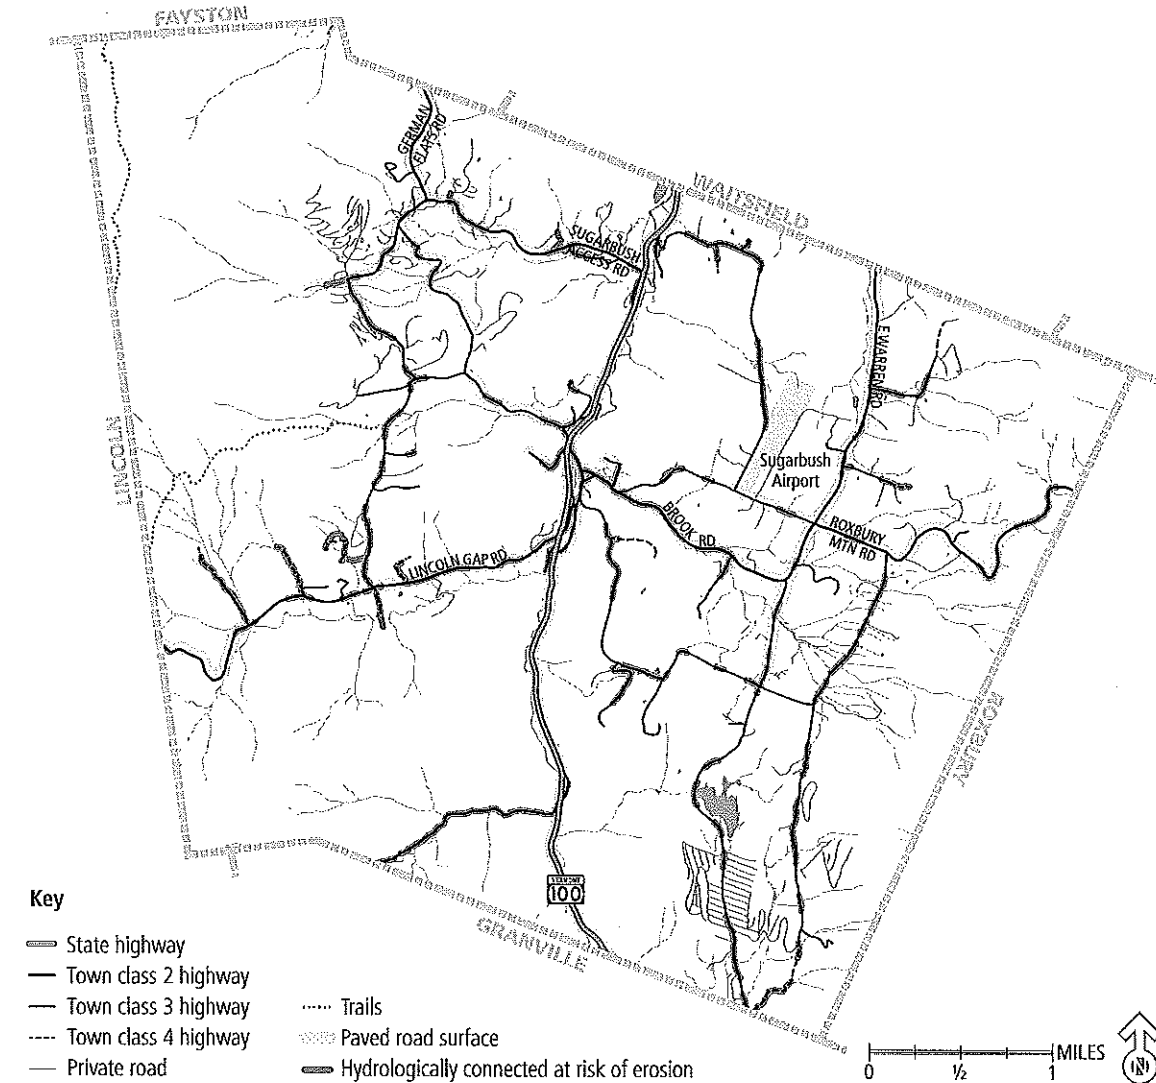 FAYSTON
GERMAN
FLATS RD
WAITSFIELD
SUGARBUSH
ACCESS RD
E WARREN RD
LINCOLN
Sugarbush
Airport
BROOK RD
ROXBURY
MTN RD
LINCOLN GAP RD
ROXBURY
VERMONT
100
GRANVILLE
Key
State highway
Town class 2 highway
Town class 3 highway
Town class 4 highway
Private road
Trails
Paved road surface
Hydrologically connected at risk of erosion
MILES
0 ½ 1
N